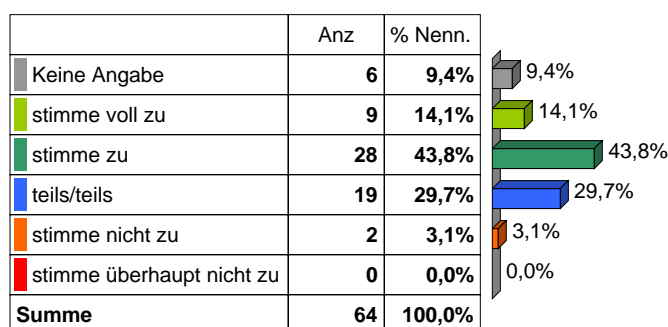 Anz % Nenn.
Keine Angabe 6 9,4% 9,4%
stimme voll zu 9 14,1% 14,1%
stimme zu 28 43,8% 43,8%
teils/teils 19 29,7% 29,7%
stimme nicht zu 2 3,1% 3,1%
stimme überhaupt nicht zu 0 0,0% 0,0%
Summe 64 100,0%